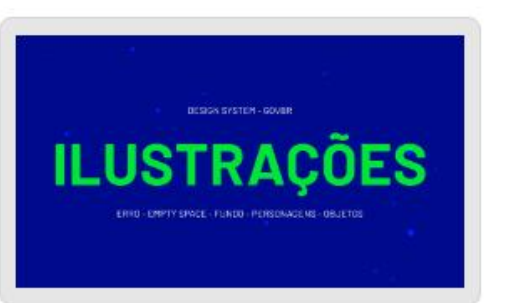 DESIGN SYSTEM - GOVBR
ILUSTRAÇÕES
ERRO - EMPTY SPACE - FUNDO - PERSONAGENS - OBJETOS